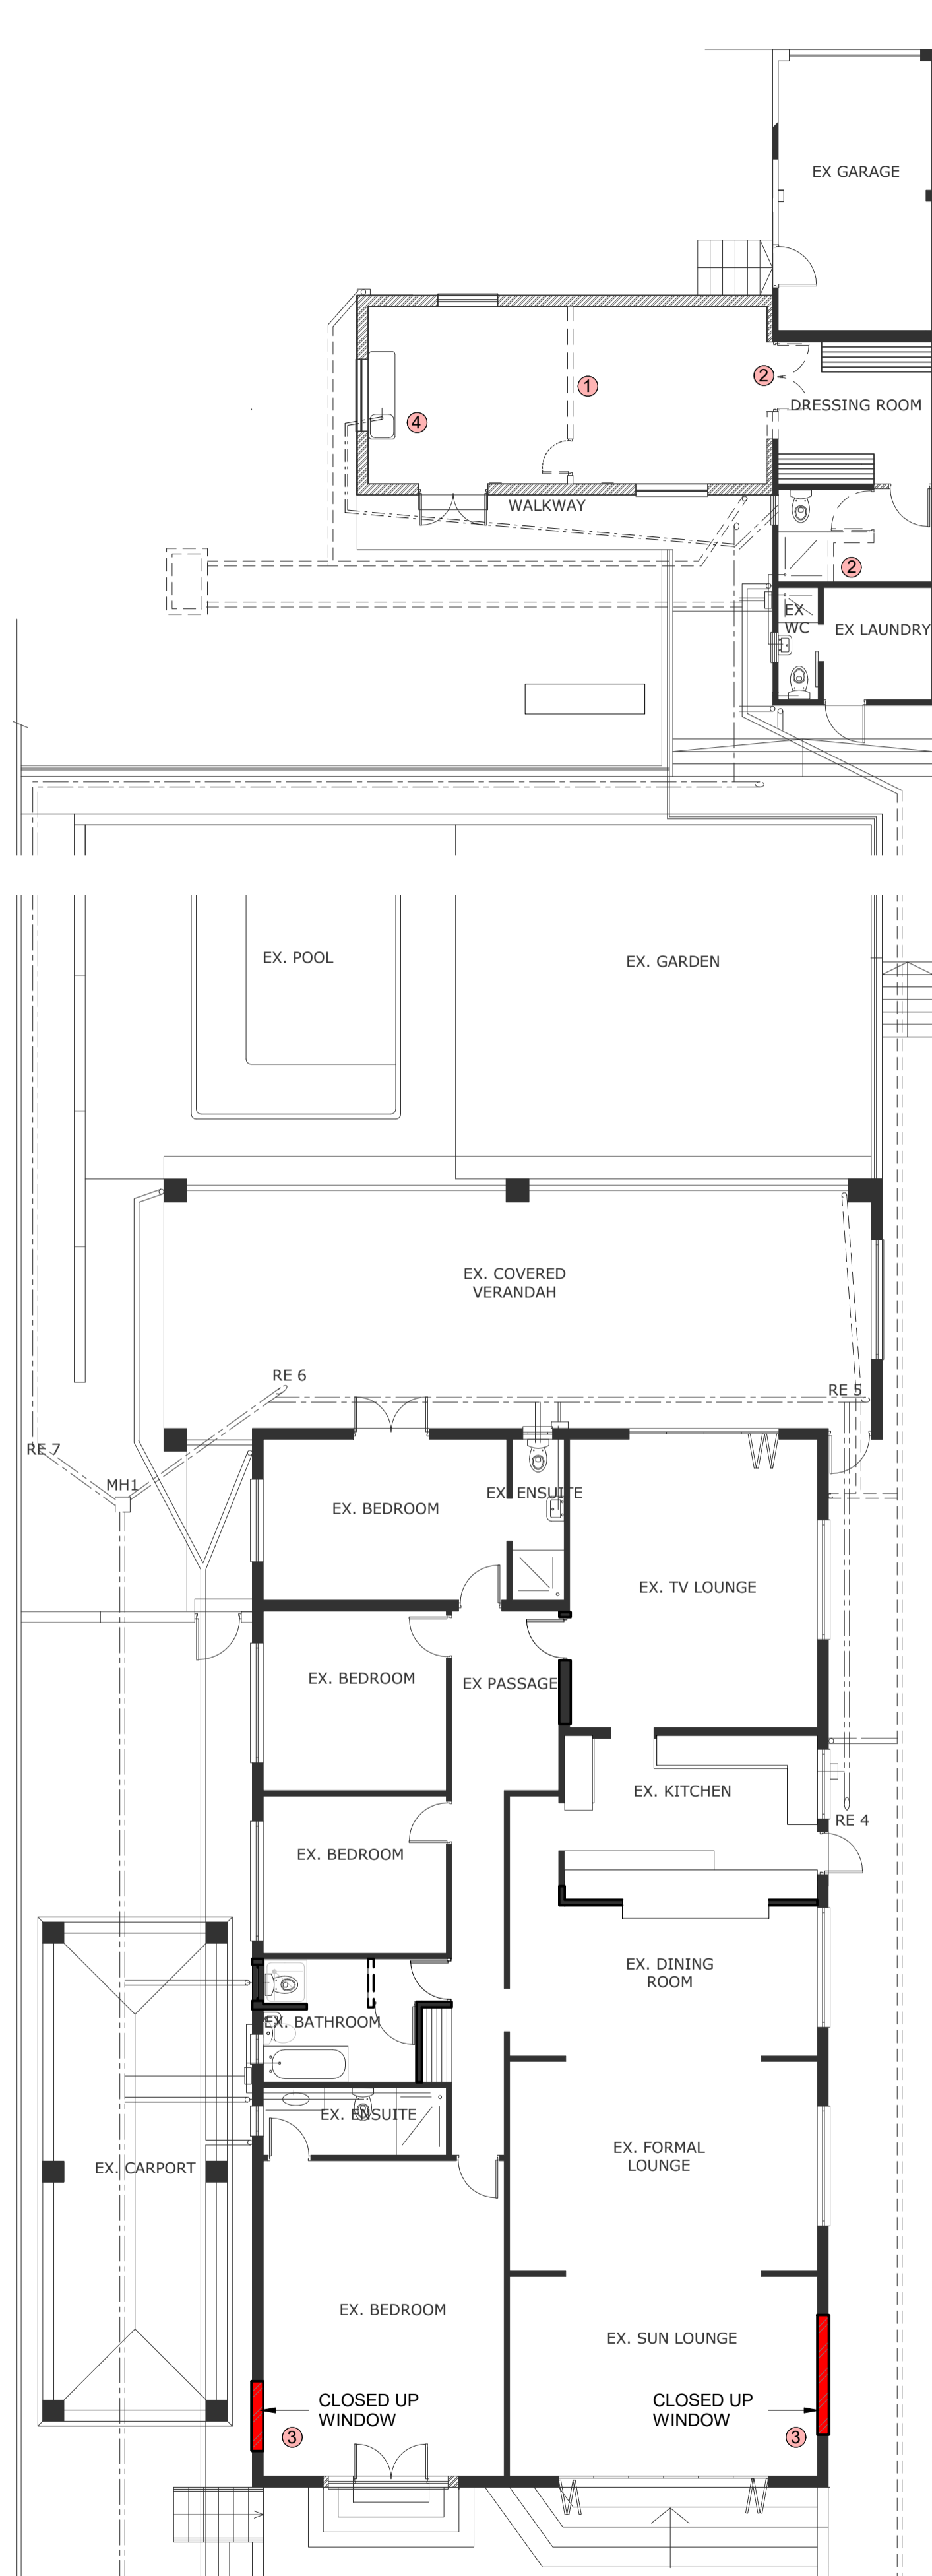 EX GARAGE
1
2
DRESSING ROOM
4
WALKWAY
2
EX
WC
EX LAUNDRY
EX. POOL
EX. GARDEN
EX. COVERED
VERANDAH
RE 6
RE 5
RE 7
MH1
EX. ENSUITE
EX. BEDROOM
EX. TV LOUNGE
EX. BEDROOM
EX PASSAGE
EX. KITCHEN
RE 4
EX. BEDROOM
EX. DINING
ROOM
EX. BATHROOM
EX. ENSUITE
EX. FORMAL
LOUNGE
EX. CARPORT
EX. BEDROOM
EX. SUN LOUNGE
CLOSED UP
WINDOW
3
CLOSED UP
WINDOW
3